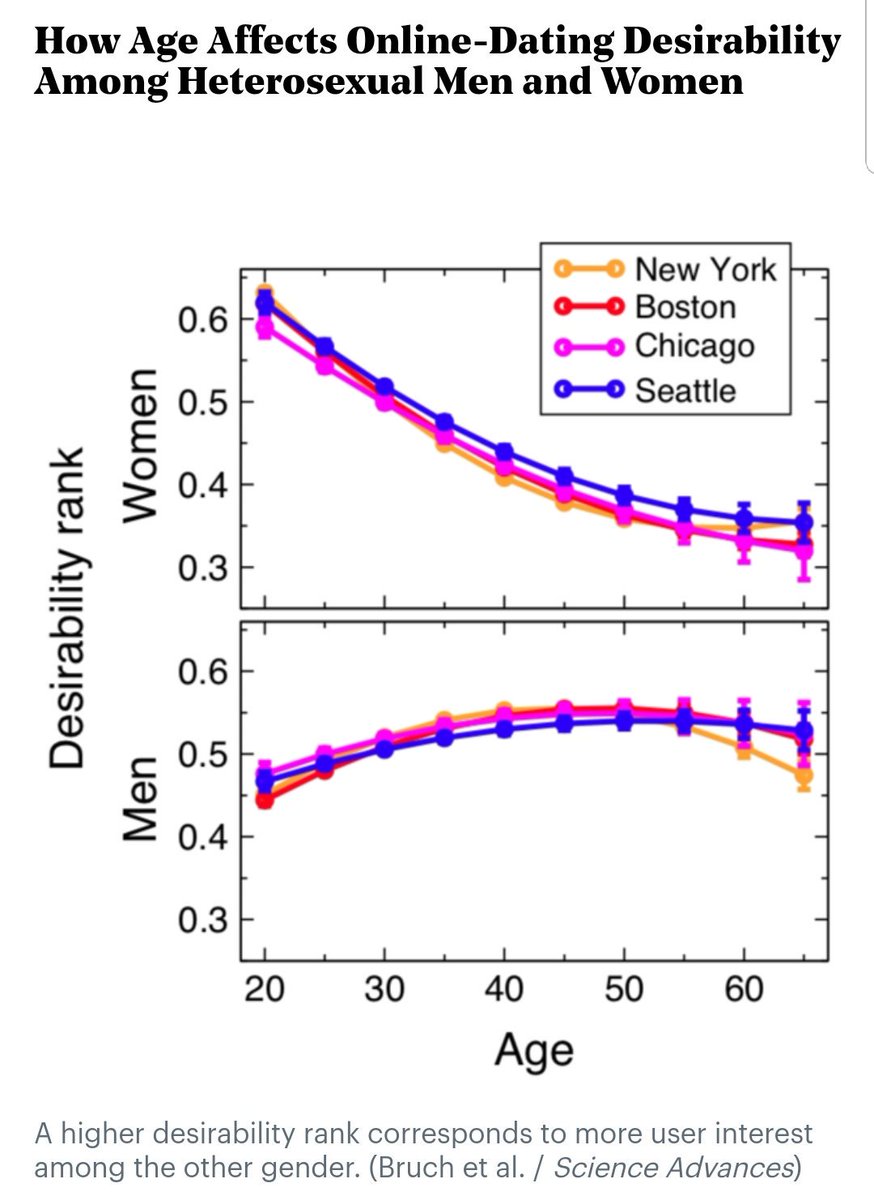 How Age Affects Online-Dating Desirability
Among Heterosexual Men and Women
New York
Boston
Chicago
Seattle
Desirability rank
Women
0.6
0.5
0.4
0.3
Men
0.6
0.5
0.4
0.3
20 30 40 50 60
Age
A higher desirability rank corresponds to more user interest
among the other gender. (Bruch et al. / Science Advances)